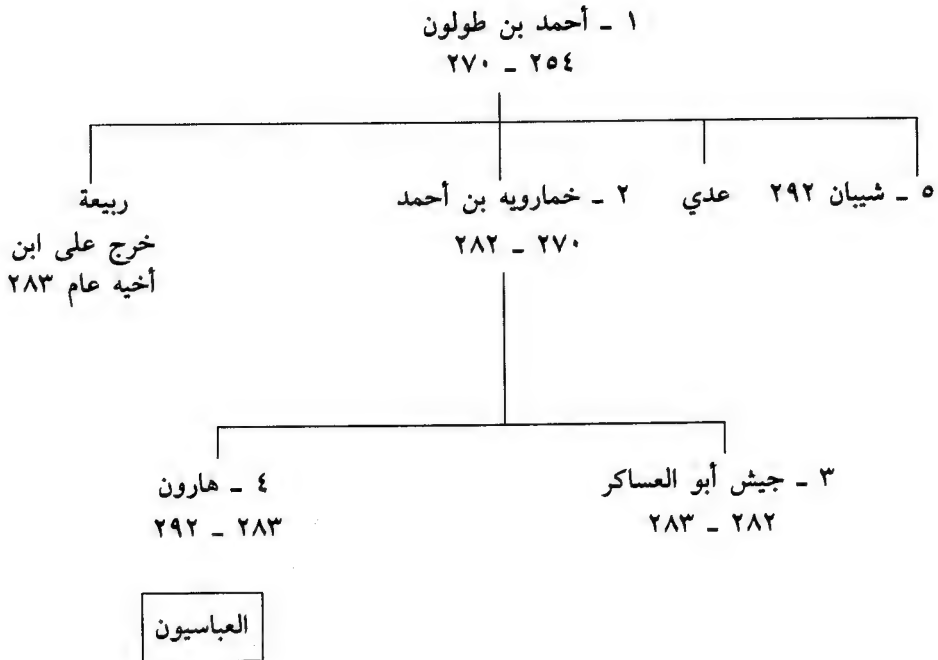 ١ ـ أحمد بن طولون
٢٥٤ ـ ٢٧٠
٥ ـ شيبان ٢٩٢
عدي
٢ ـ خمارويه بن أحمد
٢٧٠ ـ ٢٨٢
ربيعة
خرج على ابن
أخيه عام ٢٨٣
٣ ـ جيش أبو العساكر
٢٨٢ ـ ٢٨٣
٤ ـ هارون
٢٨٣ ـ ٢٩٢
العباسيون